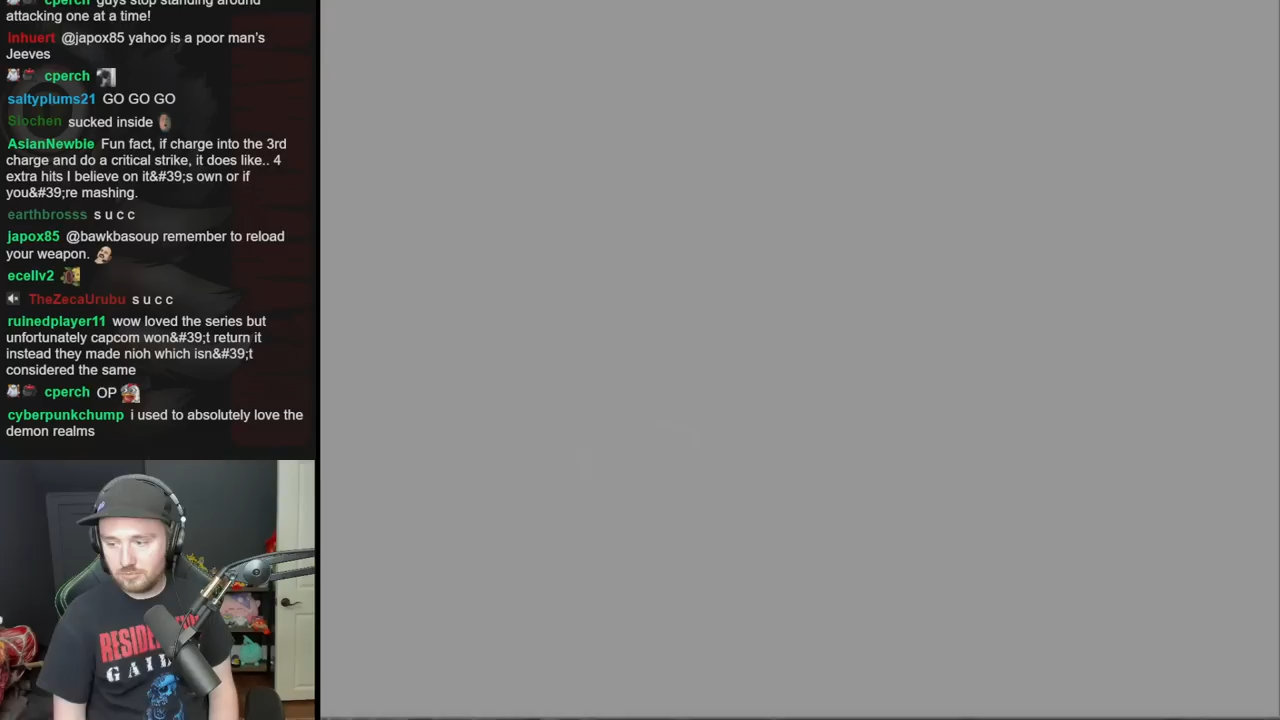 cperch guys stop standing around
attacking one at a time!
Inhuert @japox85 yahoo is a poor man's
Jeeves
cperch
saltyplums21 GO GO GO
Slochen sucked inside
AsianNewbie Fun fact, if charge into the 3rd
charge and do a critical strike, it does like.. 4
extra hits I believe on it&#39;s own or if
you&#39;re mashing.
earthbrosss s u c c
japox85 @bawkbasoup remember to reload
your weapon.
ecellv2
TheZecaUrubu s u c c
ruinedplayer11 wow loved the series but
unfortunately capcom won&#39;t return it
instead they made nioh which isn&#39;t
considered the same
cperch OP
cyberpunkchump i used to absolutely love the
demon realms
GAI